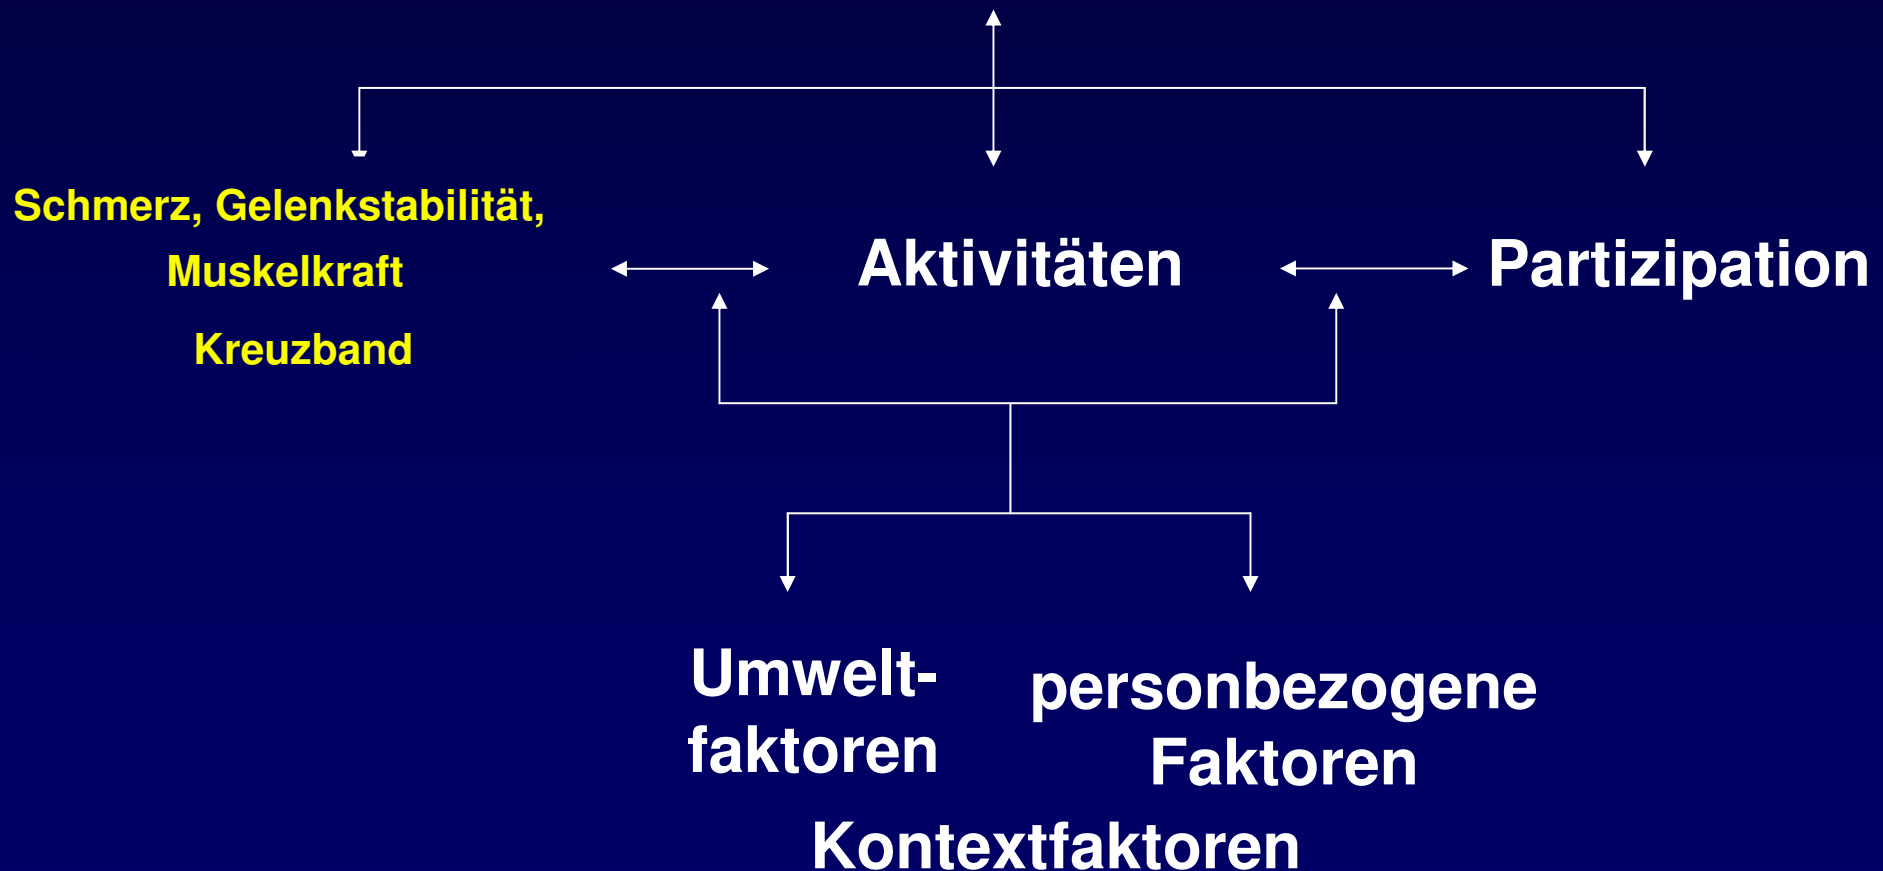 Schmerz, Gelenkstabilität,
Muskelkraft
Kreuzband
Aktivitäten
Partizipation
Umwelt-
faktoren
personbezogene
Faktoren
Kontextfaktoren